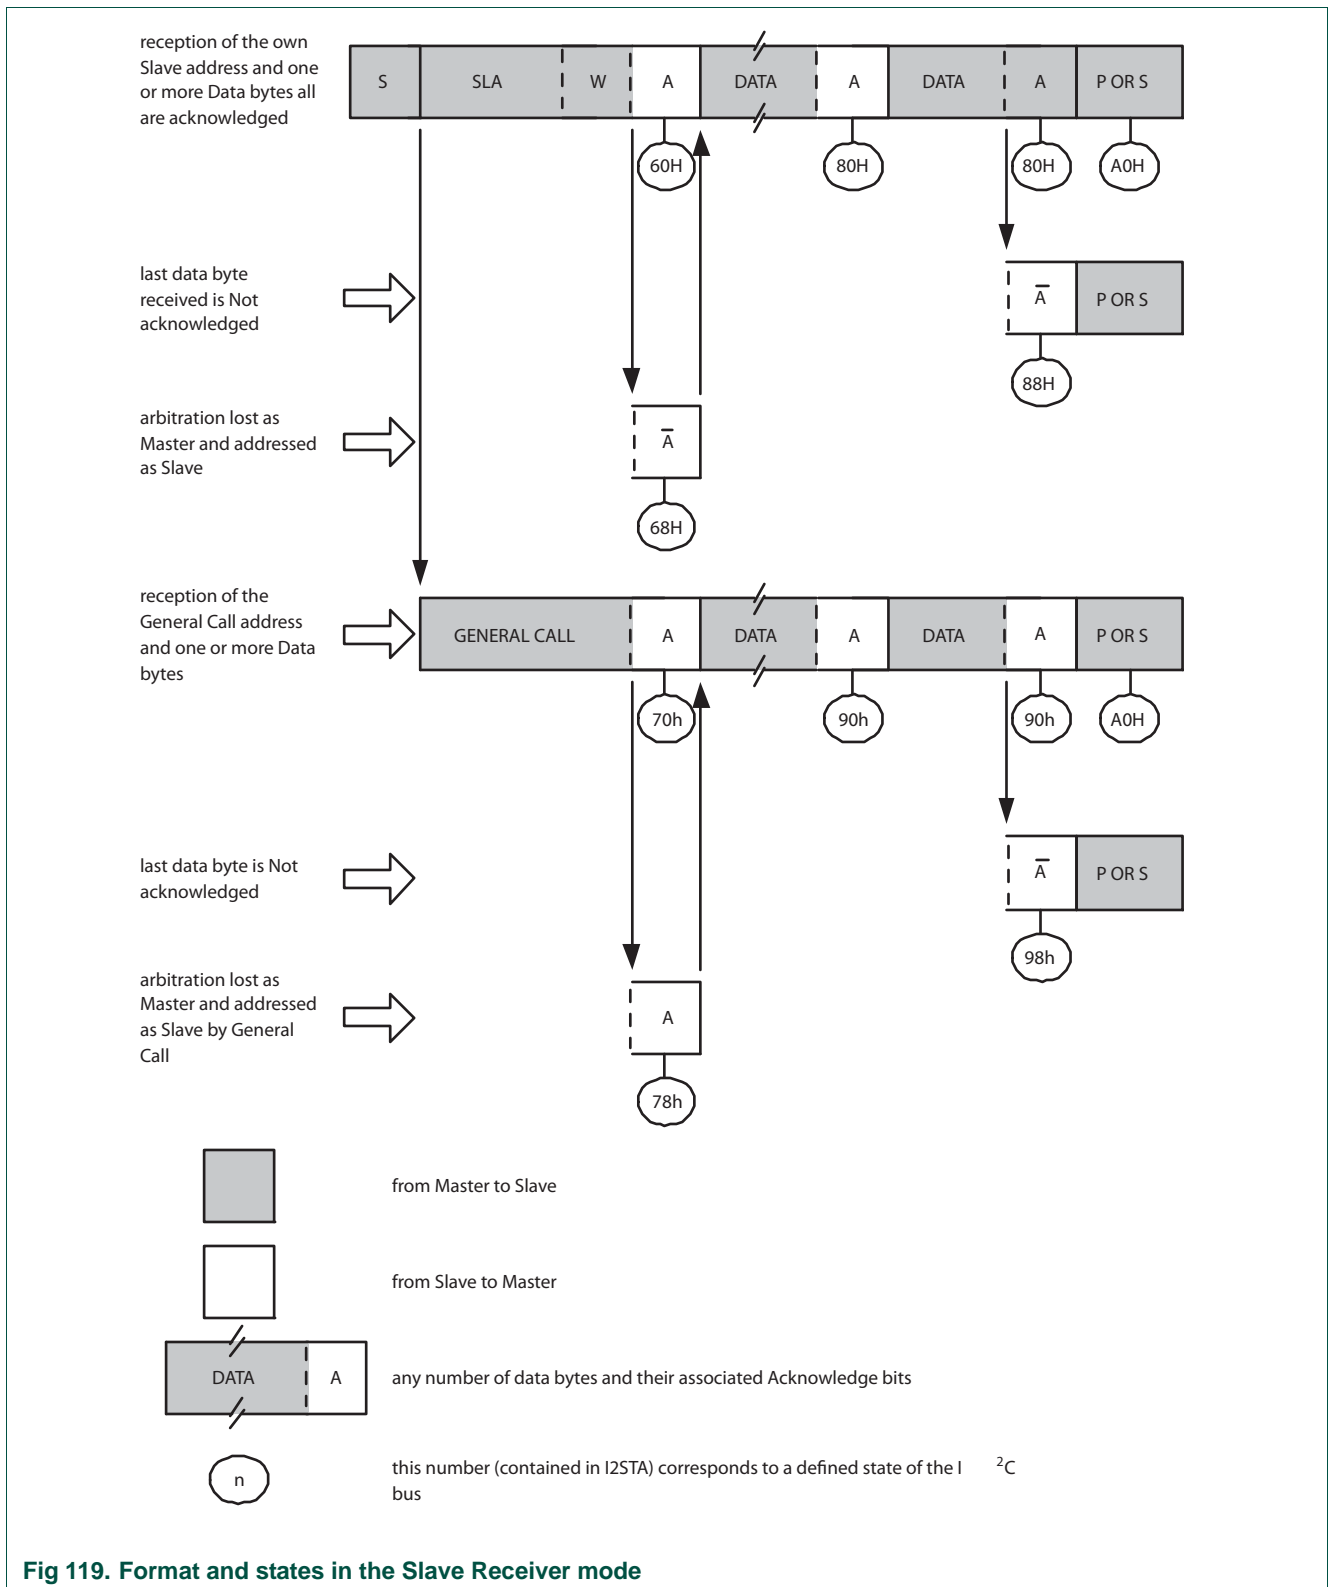 reception of the own
Slave address and one
or more Data bytes all
are acknowledged
S SLA W A DATA A DATA A P OR S
60H 80H 80H A0H
last data byte
received is Not
acknowledged
A̅ P OR S
88H
arbitration lost as
Master and addressed
as Slave
A̅
68H
reception of the
General Call address
and one or more Data
bytes
GENERAL CALL A DATA A DATA A P OR S
70h 90h 90h A0H
last data byte is Not
acknowledged
A̅ P OR S
98h
arbitration lost as
Master and addressed
as Slave by General
Call
A
78h
from Master to Slave
from Slave to Master
DATA A any number of data bytes and their associated Acknowledge bits
n this number (contained in I2STA) corresponds to a defined state of the I ²C
bus
Fig 119. Format and states in the Slave Receiver mode